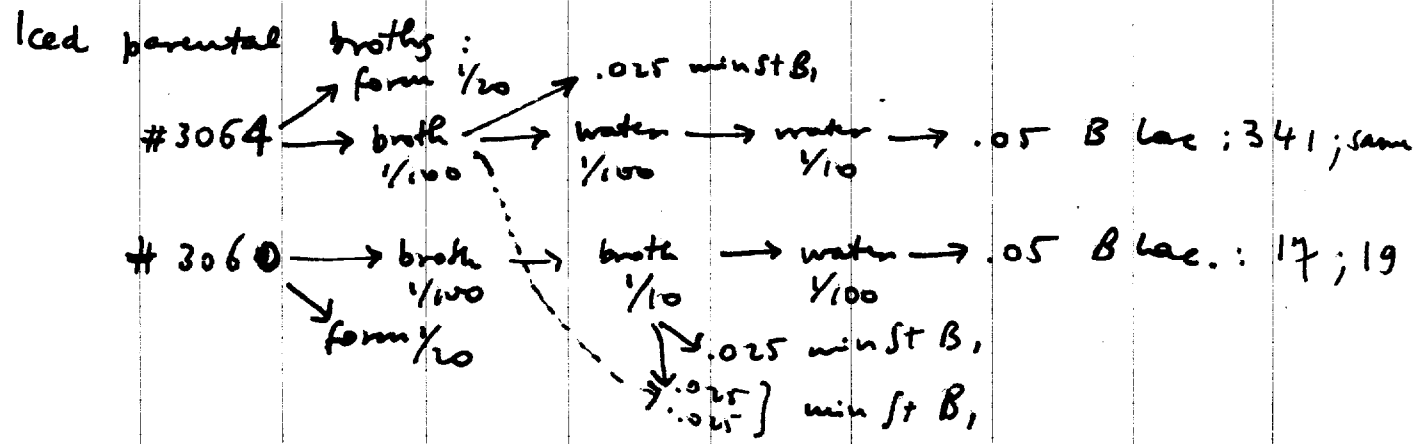 Iced parental broths :
form 1/20 .025 min St B₁
#3064 → broth → water → water → .05 B Lac : 341 ; same
1/100 1/100 1/10
# 3060 → broth → broth → water → .05 B Lac. : 17 ; 19
1/100 1/10 1/100
form 1/20 .025 min St B₁
.025
.025 } min St B₁